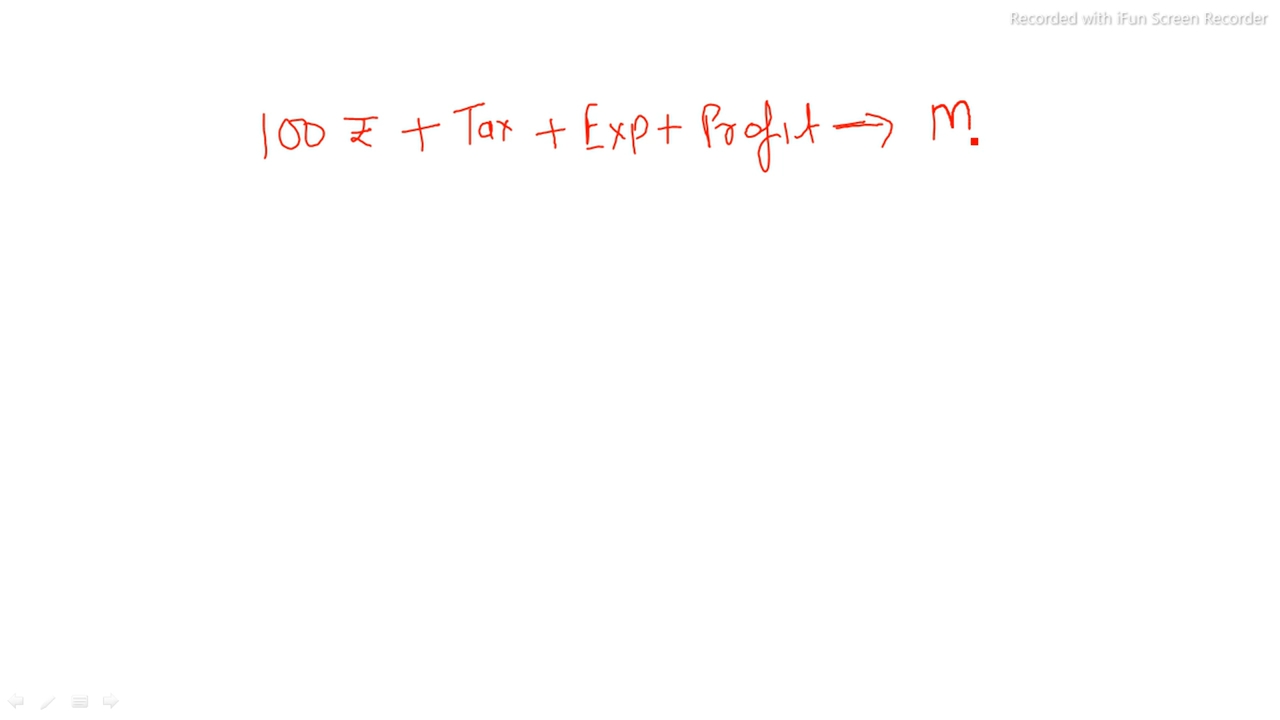 Recorded with iFun Screen Recorder
100 ₹ + Tax + Exp + Profit → M